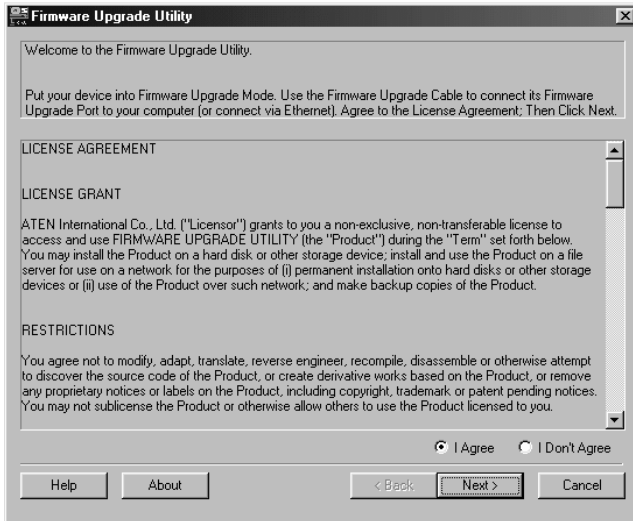 Firmware Upgrade Utility
Welcome to the Firmware Upgrade Utility.
Put your device into Firmware Upgrade Mode. Use the Firmware Upgrade Cable to connect its Firmware
Upgrade Port to your computer (or connect via Ethernet). Agree to the License Agreement; Then Click Next.
LICENSE AGREEMENT
LICENSE GRANT
ATEN International Co., Ltd. ("Licensor") grants to you a non-exclusive, non-transferable license to
access and use FIRMWARE UPGRADE UTILITY (the "Product") during the "Term" set forth below.
You may install the Product on a hard disk or other storage device; install and use the Product on a file
server for use on a network for the purposes of (i) permanent installation onto hard disks or other storage
devices or (ii) use of the Product over such network; and make backup copies of the Product.
RESTRICTIONS
You agree not to modify, adapt, translate, reverse engineer, recompile, disassemble or otherwise attempt
to discover the source code of the Product, or create derivative works based on the Product, or remove
any proprietary notices or labels on the Product, including copyright, trademark or patent pending notices.
You may not sublicense the Product or otherwise allow others to use the Product licensed to you.
I Agree I Don't Agree
Help About < Back Next > Cancel